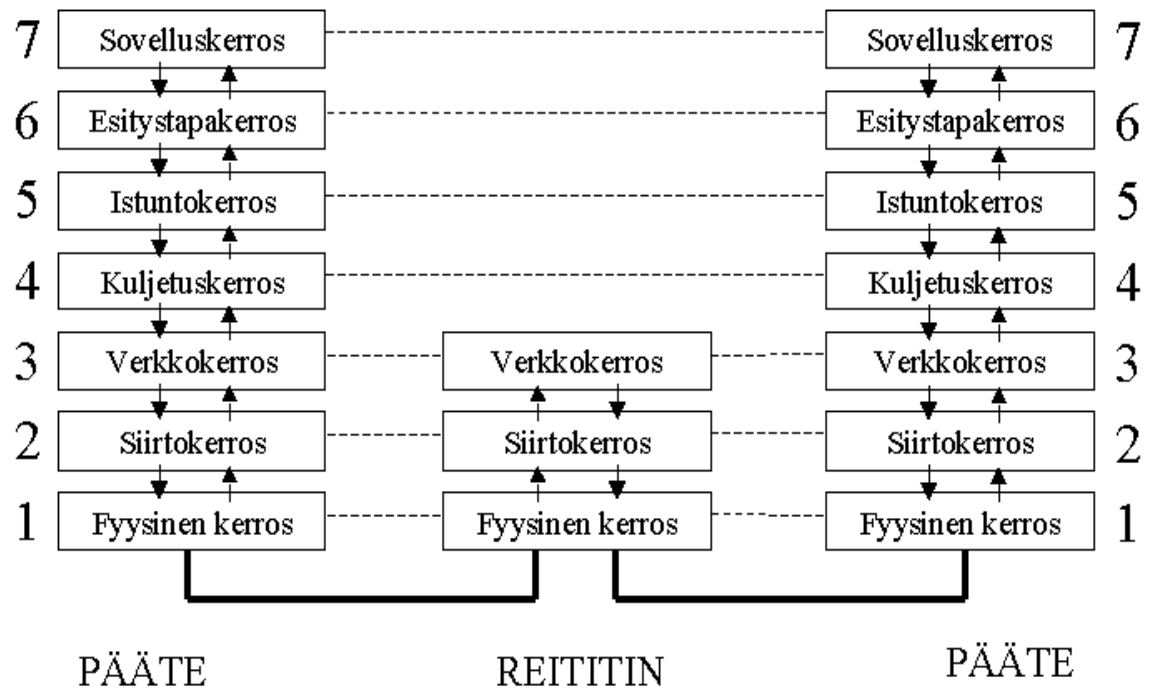 7 Sovelluskerros Sovelluskerros 7
6 Esitystapakerros Esitystapakerros 6
5 Istuntokerros Istuntokerros 5
4 Kuljetuskerros Kuljetuskerros 4
3 Verkkokerros Verkkokerros Verkkokerros 3
2 Siirtokerros Siirtokerros Siirtokerros 2
1 Fyysinen kerros Fyysinen kerros Fyysinen kerros 1
PÄÄTE REITITIN PÄÄTE